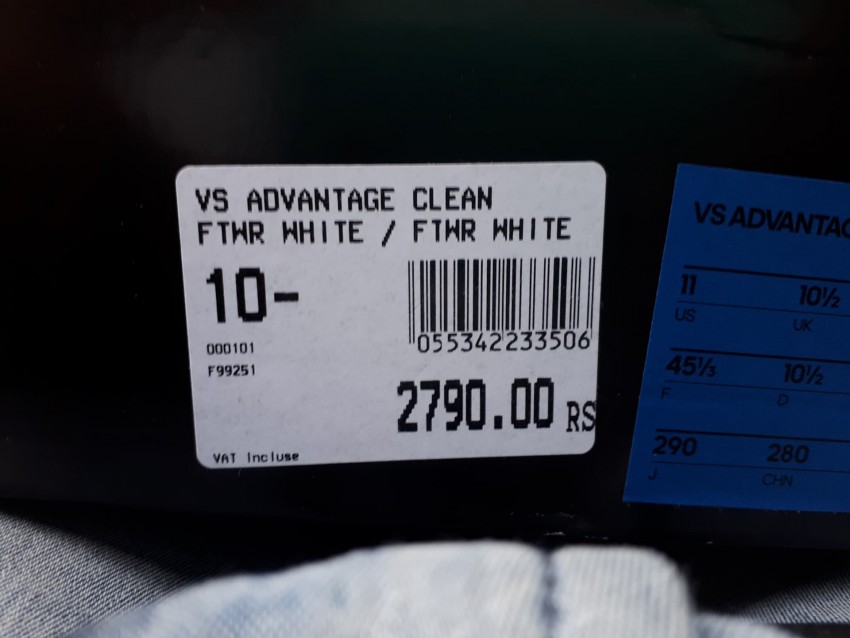 VS ADVANTAGE CLEAN
FTWR WHITE / FTWR WHITE
10-
000101
F99251
055342233506
2790.00 RS
VAT Incluse
VS ADVANTAG
11 10½
US UK
45⅓ 10½
F D
290 280
J CHN